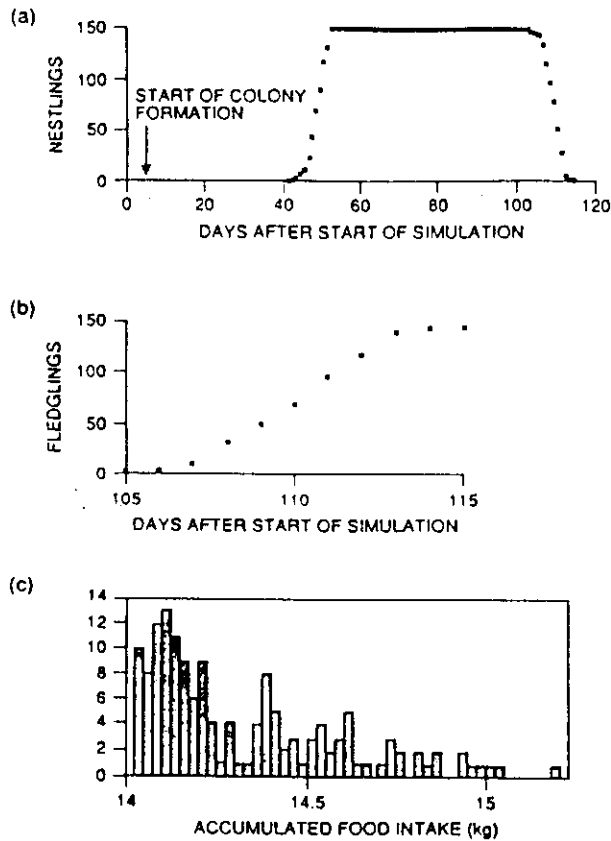 (a)
150
100
50
0
NESTLINGS
START OF COLONY
FORMATION
0 20 40 60 80 100 120
DAYS AFTER START OF SIMULATION
(b)
150
100
50
0
FLEDGLINGS
105 110 115
DAYS AFTER START OF SIMULATION
(c)
14
12
10
8
6
4
2
0
14 14.5 15
ACCUMULATED FOOD INTAKE (kg)